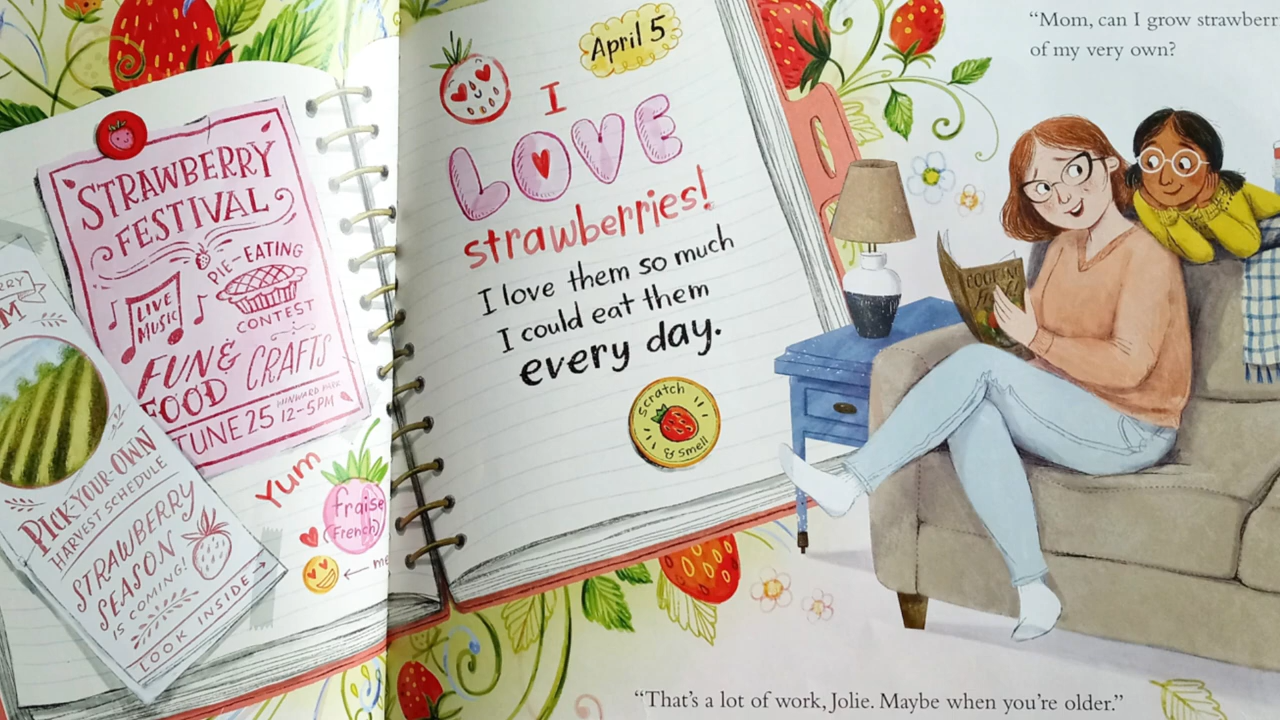 STRAWBERRY
FESTIVAL
PIE-EATING
CONTEST
LIVE
MUSIC
FUN &
FOOD
CRAFTS
JUNE 25
MINWARD PARK
12-5PM
PICK-YOUR-OWN
HARVEST SCHEDULE
STRAWBERRY
SEASON
IS COMING!
LOOK INSIDE
Yum
fraise
(French)
April 5
I
LOVE
strawberries!
I love them so much
I could eat them
every day.
scratch
& smell
"Mom, can I grow
of my very own?
"That's a lot of work, Jolie. Maybe when you're older."